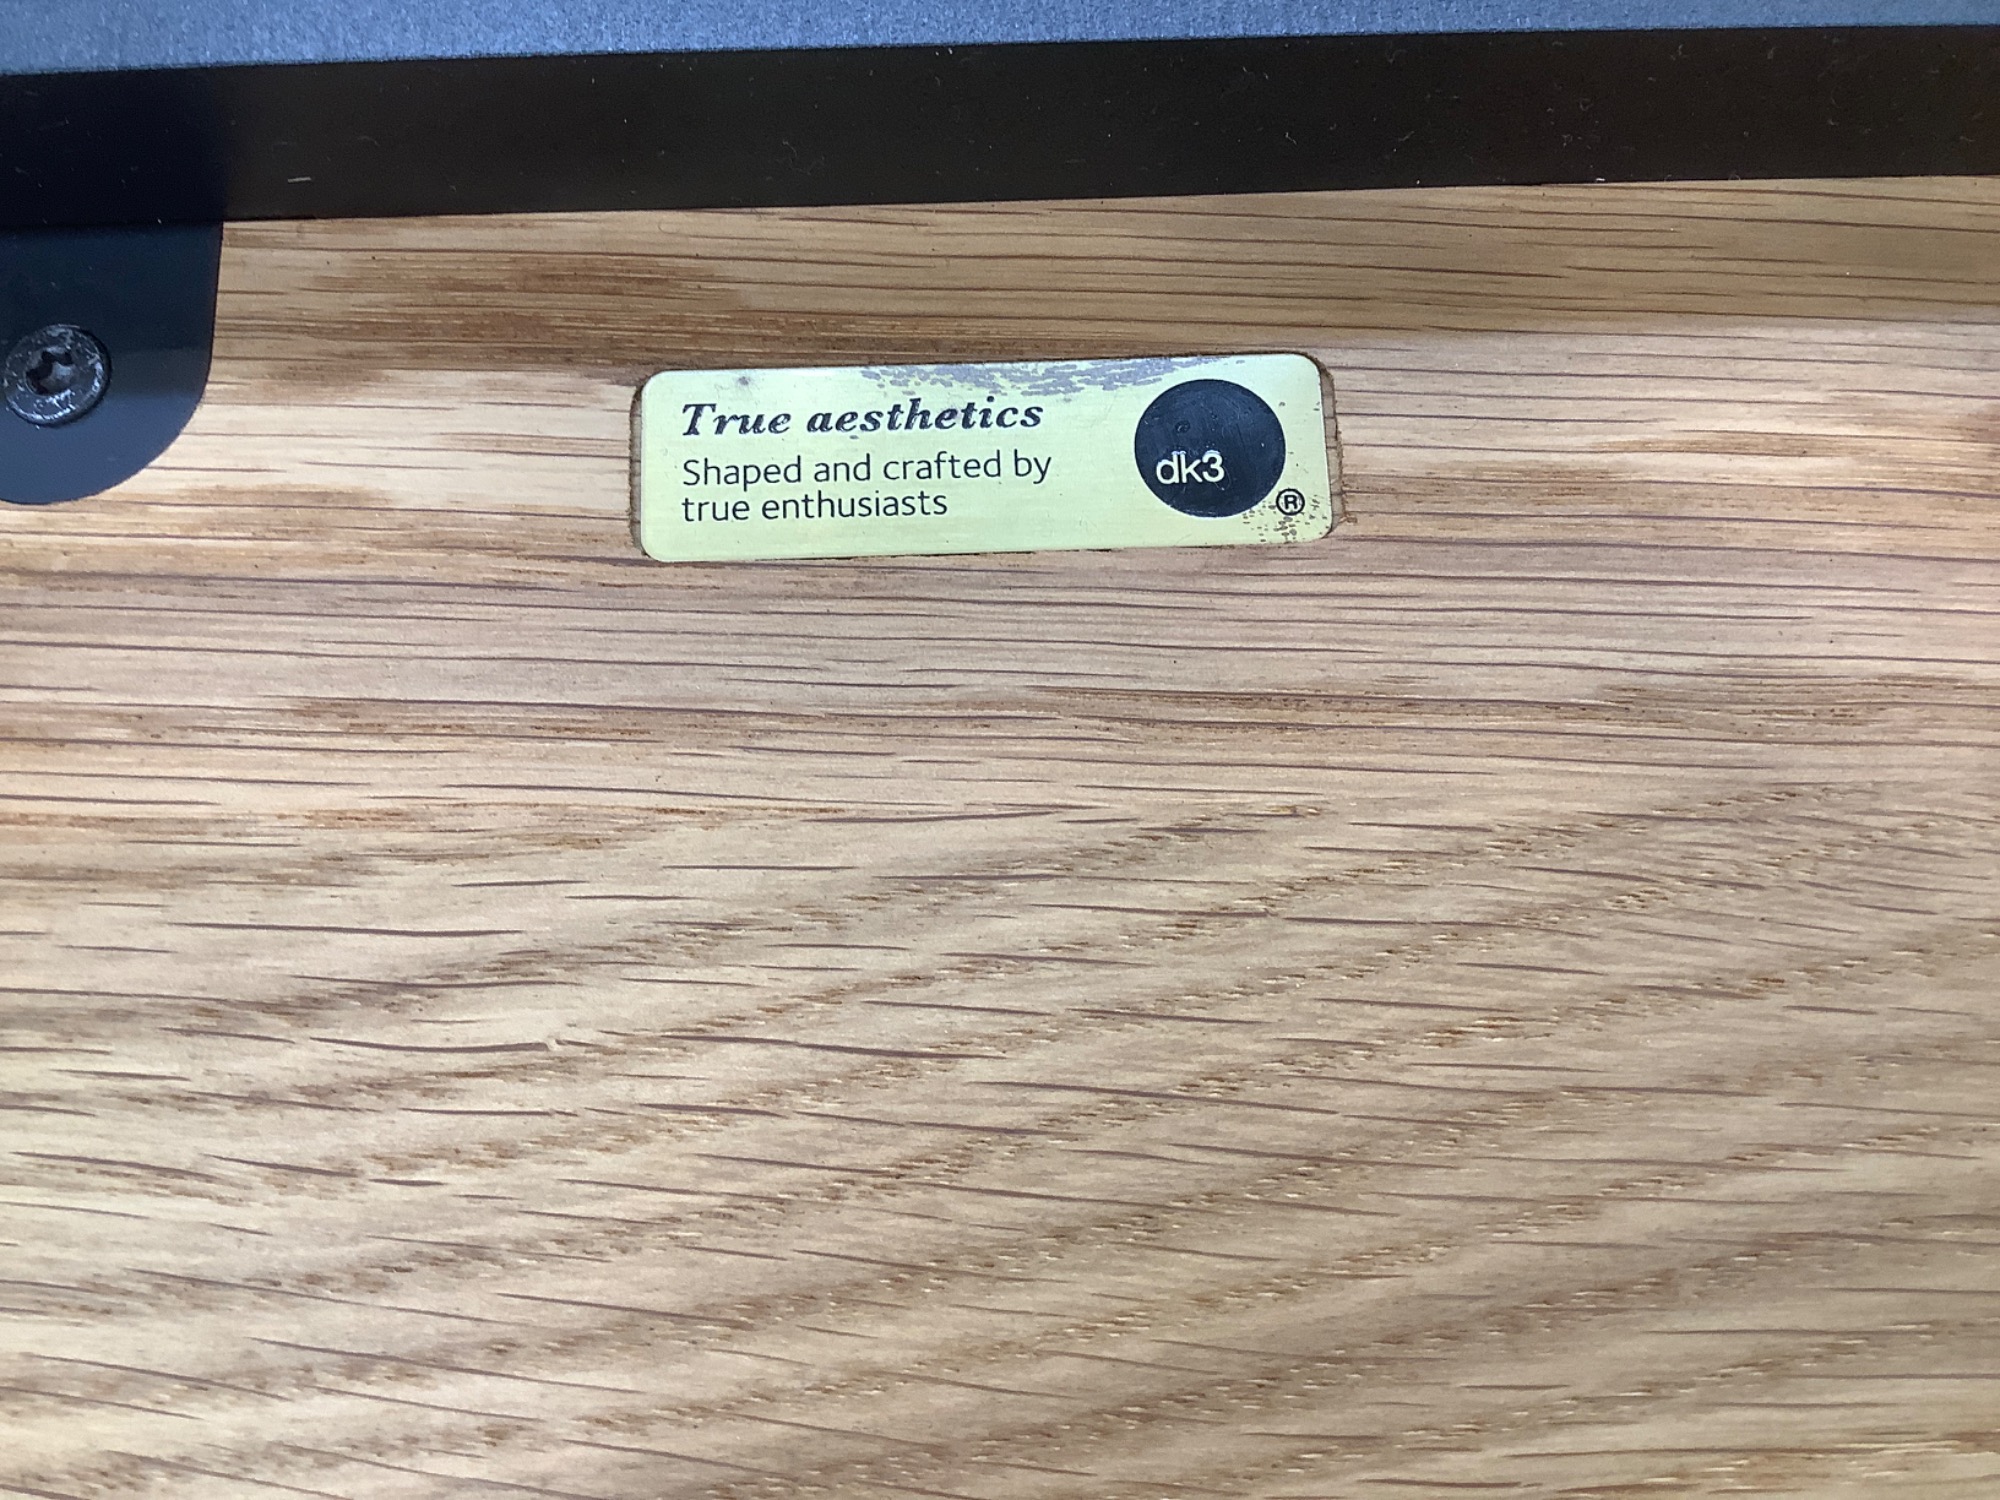 True aesthetics
Shaped and crafted by
true enthusiasts
dk3
®